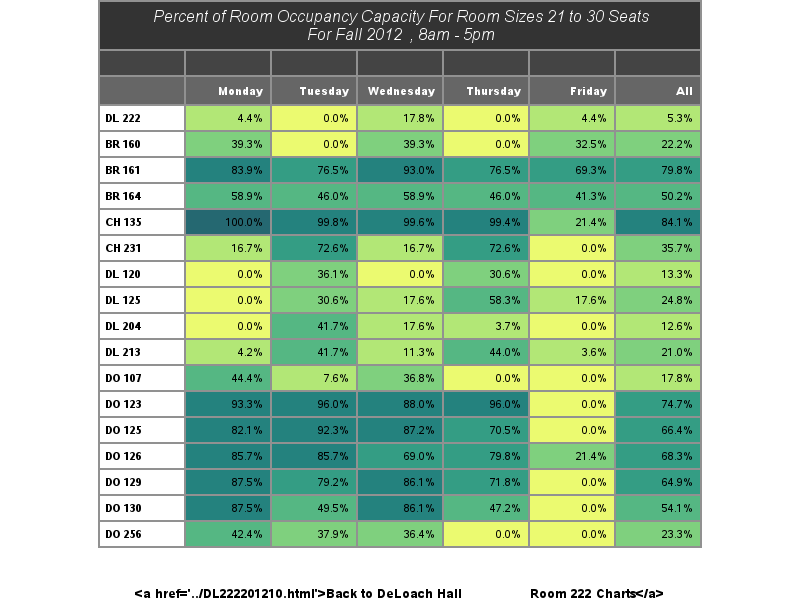 Percent of Room Occupancy Capacity For Room Sizes 21 to 30 Seats
For Fall 2012 , 8am - 5pm
Monday Tuesday Wednesday Thursday Friday All
DL 222 4.4% 0.0% 17.8% 0.0% 4.4% 5.3%
BR 160 39.3% 0.0% 39.3% 0.0% 32.5% 22.2%
BR 161 83.9% 76.5% 93.0% 76.5% 69.3% 79.8%
BR 164 58.9% 46.0% 58.9% 46.0% 41.3% 50.2%
CH 135 100.0% 99.8% 99.6% 99.4% 21.4% 84.1%
CH 231 16.7% 72.6% 16.7% 72.6% 0.0% 35.7%
DL 120 0.0% 36.1% 0.0% 30.6% 0.0% 13.3%
DL 125 0.0% 30.6% 17.6% 58.3% 17.6% 24.8%
DL 204 0.0% 41.7% 17.6% 3.7% 0.0% 12.6%
DL 213 4.2% 41.7% 11.3% 44.0% 3.6% 21.0%
DO 107 44.4% 7.6% 36.8% 0.0% 0.0% 17.8%
DO 123 93.3% 96.0% 88.0% 96.0% 0.0% 74.7%
DO 125 82.1% 92.3% 87.2% 70.5% 0.0% 66.4%
DO 126 85.7% 85.7% 69.0% 79.8% 21.4% 68.3%
DO 129 87.5% 79.2% 86.1% 71.8% 0.0% 64.9%
DO 130 87.5% 49.5% 86.1% 47.2% 0.0% 54.1%
DO 256 42.4% 37.9% 36.4% 0.0% 0.0% 23.3%
<a href='../DL222201210.html'>Back to DeLoach Hall Room 222 Charts</a>